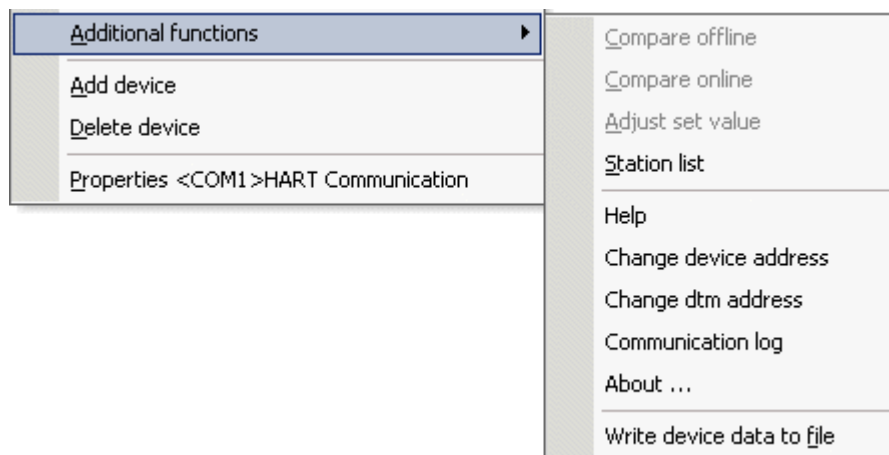 Additional functions
Add device
Delete device
Properties <COM1>HART Communication
Compare offline
Compare online
Adjust set value
Station list
Help
Change device address
Change dtm address
Communication log
About ...
Write device data to file